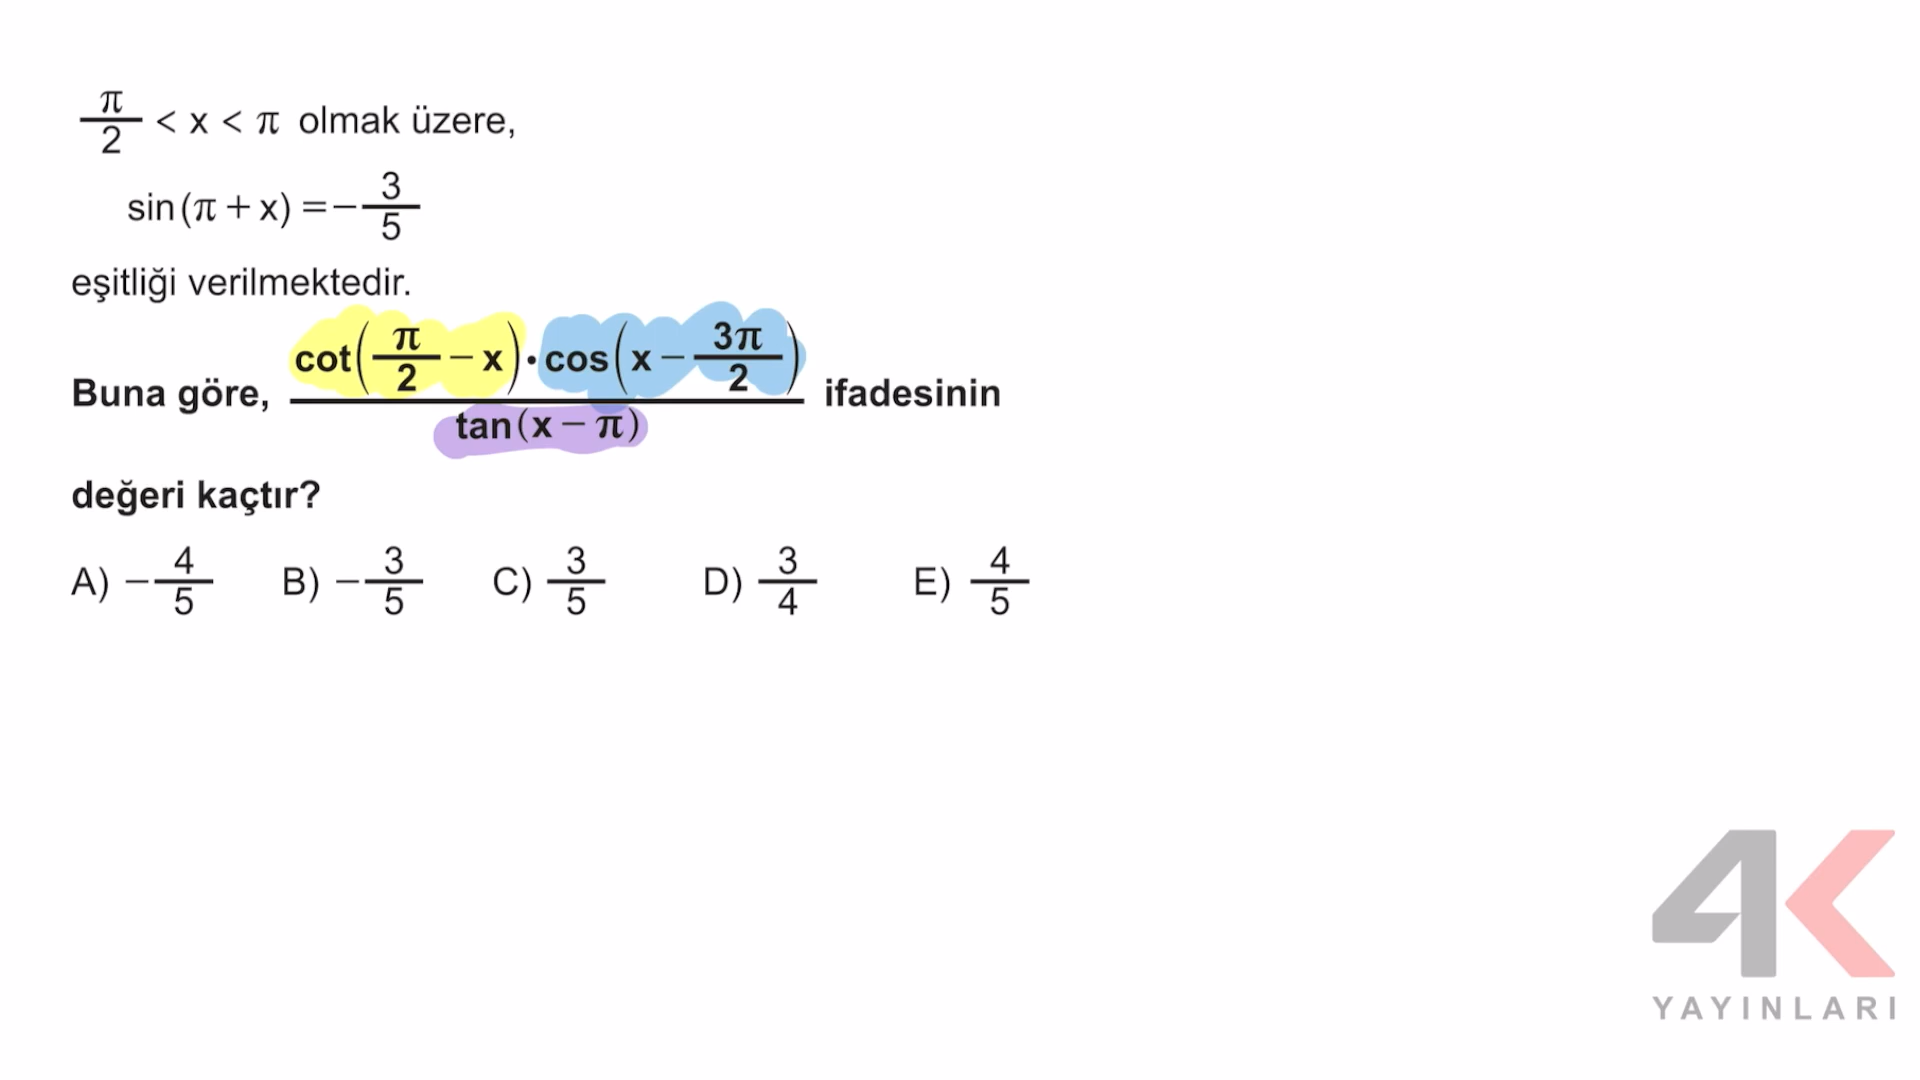 π/2 < x < π olmak üzere,
sin(π + x) = -3/5
eşitliği verilmektedir.
Buna göre, (cot(π/2 - x) · cos(x - 3π/2)) / tan(x - π) ifadesinin
değeri kaçtır?
A) -4/5 B) -3/5 C) 3/5 D) 3/4 E) 4/5
4K
YAYINLARI